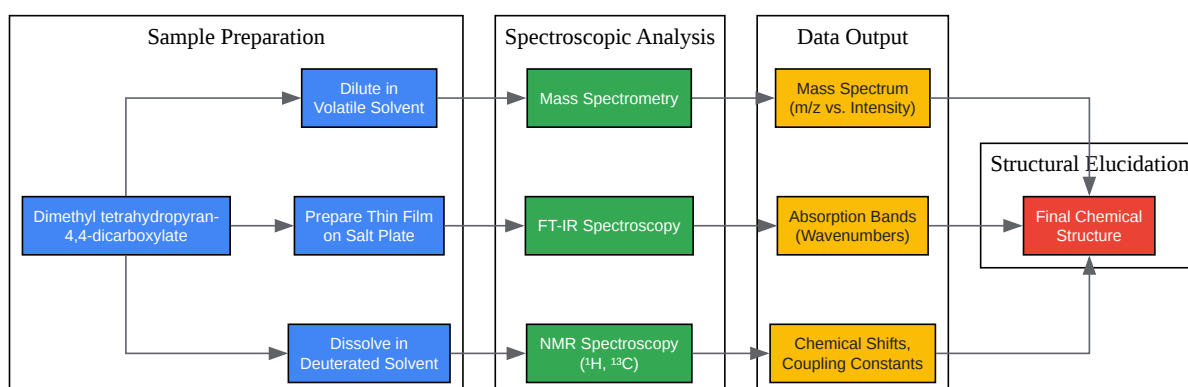 Sample Preparation
Spectroscopic Analysis
Data Output
Dilute in
Volatile Solvent
Mass Spectrometry
Mass Spectrum
(m/z vs. Intensity)
Structural Elucidation
Dimethyl tetrahydropyran-
4,4-dicarboxylate
Prepare Thin Film
on Salt Plate
FT-IR Spectroscopy
Absorption Bands
(Wavenumbers)
Final Chemical
Structure
Dissolve in
Deuterated Solvent
NMR Spectroscopy
(¹H, ¹³C)
Chemical Shifts,
Coupling Constants